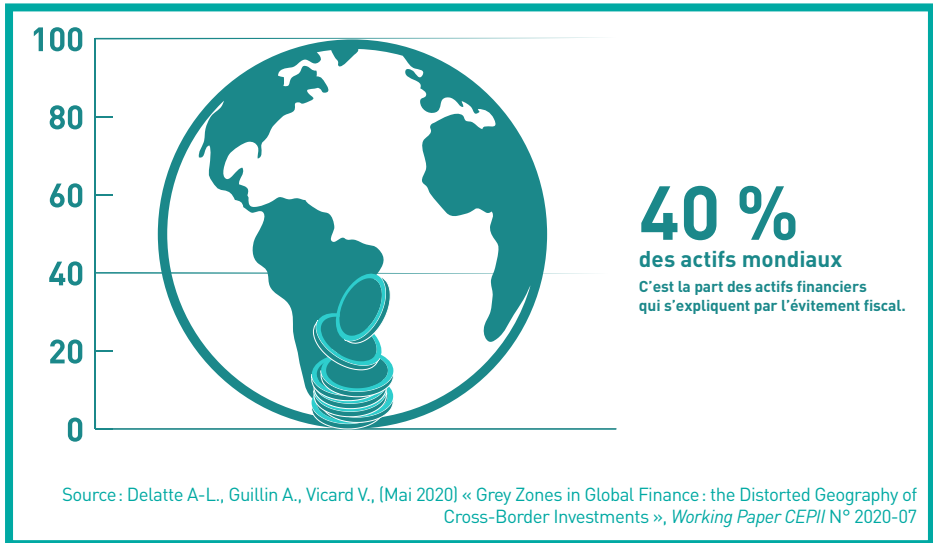 100
80
60
40
20
0
40 %
des actifs mondiaux
C’est la part des actifs financiers
qui s’expliquent par l’évitement fiscal.
Source : Delatte A-L., Guillin A., Vicard V., (Mai 2020) « Grey Zones in Global Finance : the Distorted Geography of
Cross-Border Investments », Working Paper CEPII N° 2020-07